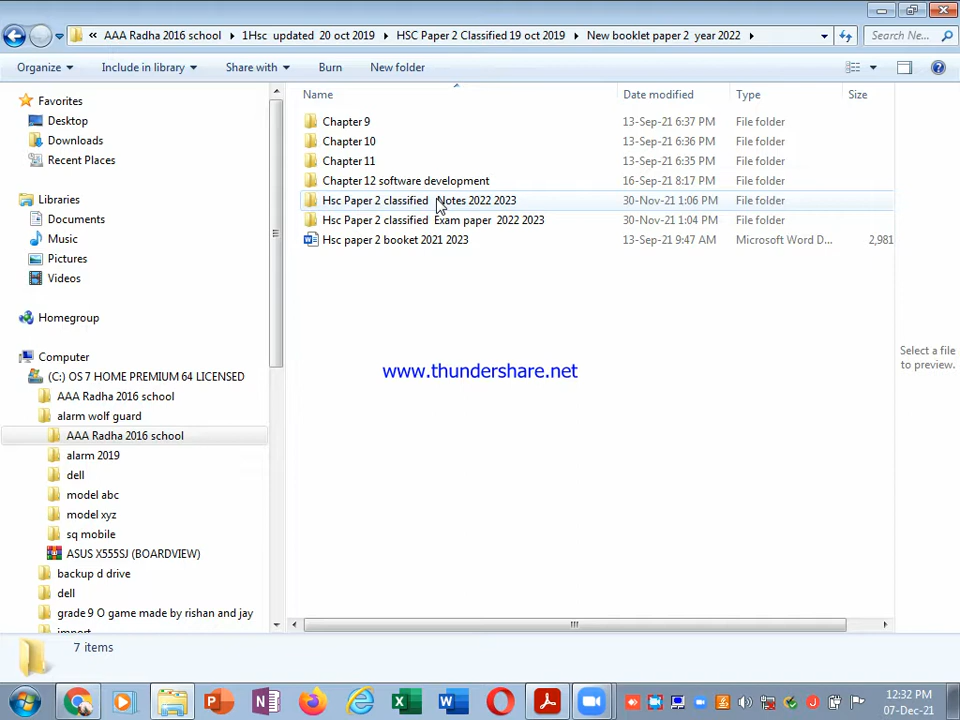 « AAA Radha 2016 school ▸ 1Hsc updated 20 oct 2019 ▸ HSC Paper 2 Classified 19 oct 2019 ▸ New booklet paper 2 year 2022 ▸
Search Ne...
Organize Include in library Share with Burn New folder
Name Date modified Type Size
Favorites
Desktop
Downloads
Recent Places
Libraries
Documents
Music
Pictures
Videos
Homegroup
Computer
(C:) OS 7 HOME PREMIUM 64 LICENSED
AAA Radha 2016 school
alarm wolf guard
AAA Radha 2016 school
alarm 2019
dell
model abc
model xyz
sq mobile
ASUS X555SJ (BOARDVIEW)
backup d drive
dell
grade 9 O game made by rishan and jay
import
Chapter 9 13-Sep-21 6:37 PM File folder
Chapter 10 13-Sep-21 6:36 PM File folder
Chapter 11 13-Sep-21 6:35 PM File folder
Chapter 12 software development 16-Sep-21 8:17 PM File folder
Hsc Paper 2 classified Notes 2022 2023 30-Nov-21 1:06 PM File folder
Hsc Paper 2 classified Exam paper 2022 2023 30-Nov-21 1:04 PM File folder
Hsc paper 2 booket 2021 2023 13-Sep-21 9:47 AM Microsoft Word D... 2,981
www.thundershare.net
Select a file
to preview.
7 items
12:32 PM
07-Dec-21